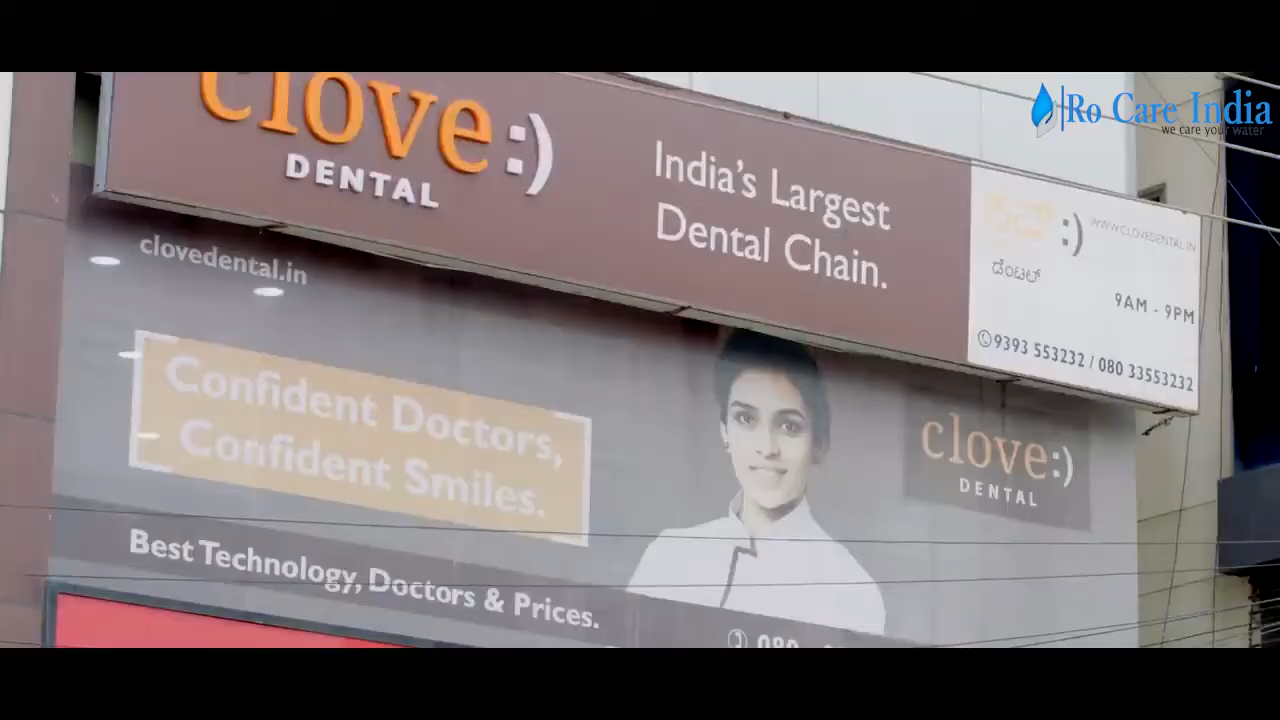 clove:)
DENTAL
India's Largest
Dental Chain.
:)
WWW.CLOVEDENTAL.IN
ಡೆಂಟಲ್
9AM - 9PM
9393 553232 / 080 33553232
Ro Care India
we care your water
clovedental.in
Confident Doctors,
Confident Smiles.
Best Technology, Doctors & Prices.
clove:)
DENTAL
080